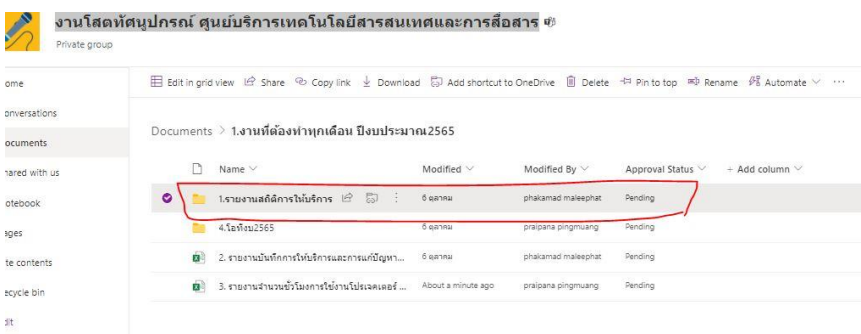 งานโสตทัศนูปกรณ์ ศูนย์บริการเทคโนโลยีสารสนเทศและการสื่อสาร
Private group
ome
Edit in grid view Share Copy link Download Add shortcut to OneDrive Delete Pin to top Rename Automate ...
onversations
ocuments
Documents > 1.งานที่ต้องทำทุกเดือน ปีงบประมาณ2565
ared with us
Name Modified Modified By Approval Status + Add column
otebook
1.รายงานสถิติการให้บริการ 6 ตุลาคม phakamad maleephat Pending
ages
4.โอทีงบ2565 6 ตุลาคม praipana pingmuang Pending
te contents
2. รายงานบันทึกการให้บริการและการแก้ปัญหา... 6 ตุลาคม phakamad maleephat Pending
ecycle bin
3. รายงานจำนวนชั่วโมงการใช้งานโปรเจคเตอร์ ... About a minute ago praipana pingmuang Pending
dit